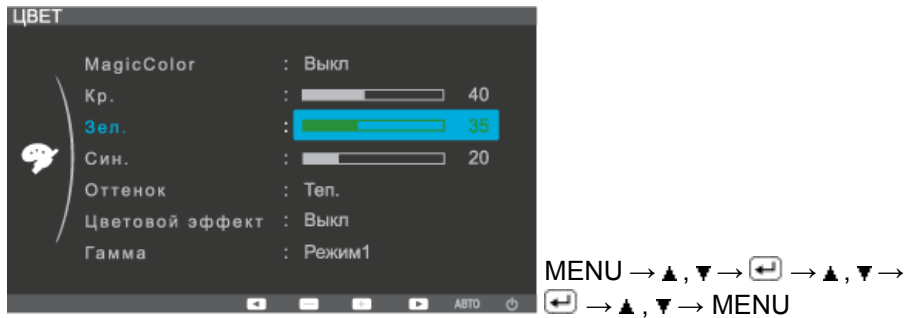 ЦВЕТ
MagicColor : Выкл
Кр. : 40
Зел. : 35
Син. : 20
Оттенок : Теп.
Цветовой эффект : Выкл
Гамма : Режим1
АВТО
MENU → ▲ , ▼ → ↵ → ▲ , ▼ →
↵ → ▲ , ▼ → MENU